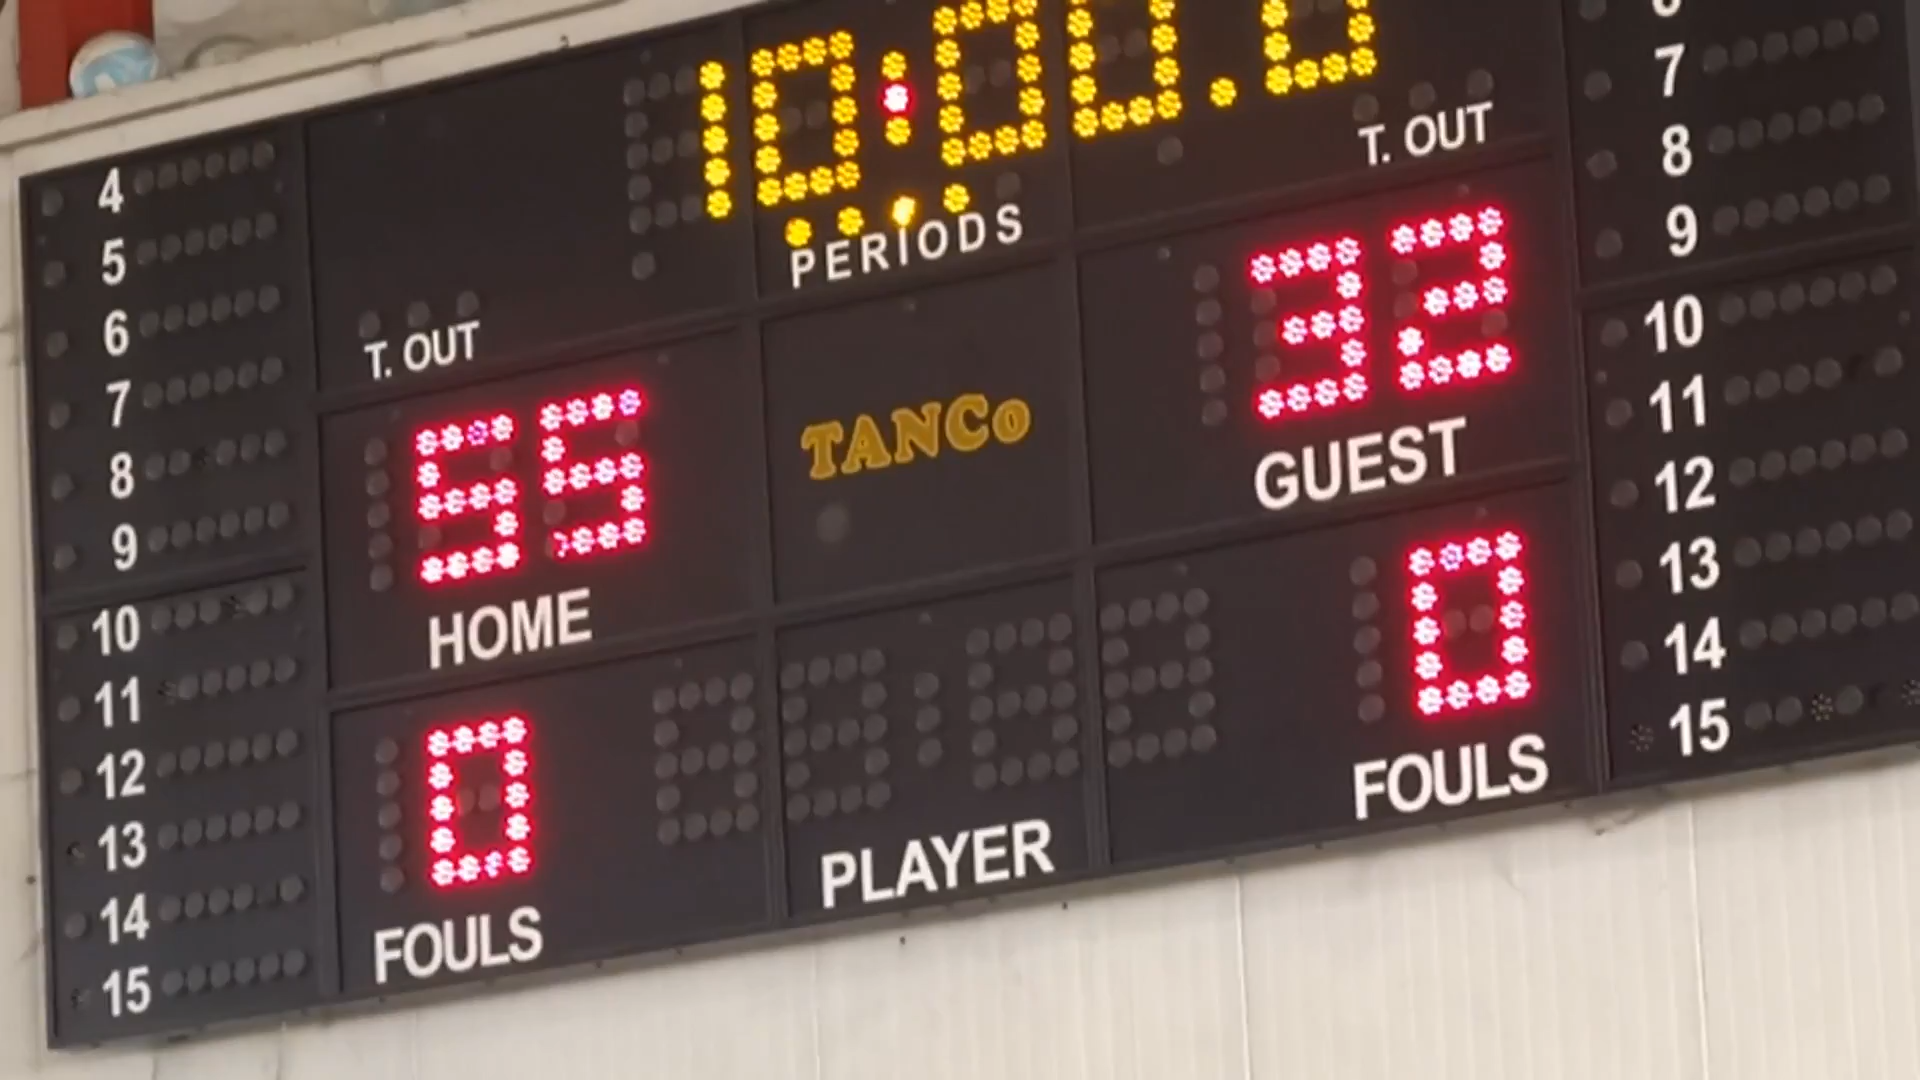 10:00.0
PERIODS
T. OUT
T. OUT
55
HOME
TANCo
32
GUEST
0
FOULS
PLAYER
0
FOULS
4
5
6
7
8
9
10
11
12
13
14
15
7
8
9
10
11
12
13
14
15